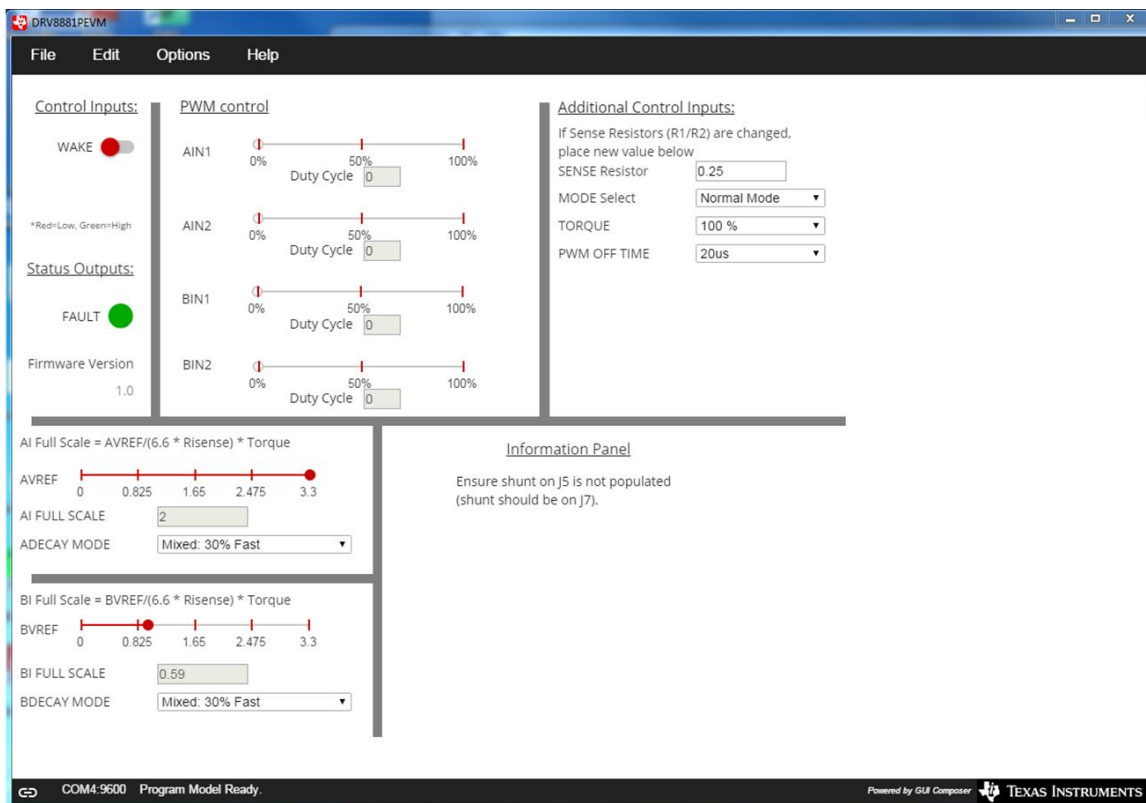 DRV8881PEVM
File Edit Options Help
Control Inputs:
WAKE
*Red=Low, Green=High
Status Outputs:
FAULT
Firmware Version
1.0
PWM control
AIN1
0% 50% 100%
Duty Cycle 0
AIN2
0% 50% 100%
Duty Cycle 0
BIN1
0% 50% 100%
Duty Cycle 0
BIN2
0% 50% 100%
Duty Cycle 0
Additional Control Inputs:
If Sense Resistors (R1/R2) are changed,
place new value below
SENSE Resistor 0.25
MODE Select Normal Mode
TORQUE 100 %
PWM OFF TIME 20us
AI Full Scale = AVREF/(6.6 * Risense) * Torque
AVREF
0 0.825 1.65 2.475 3.3
AI FULL SCALE 2
ADECAY MODE Mixed: 30% Fast
BI Full Scale = BVREF/(6.6 * Risense) * Torque
BVREF
0 0.825 1.65 2.475 3.3
BI FULL SCALE 0.59
BDECAY MODE Mixed: 30% Fast
Information Panel
Ensure shunt on J5 is not populated
(shunt should be on J7).
COM4:9600 Program Model Ready.
Powered by GUI Composer TEXAS INSTRUMENTS